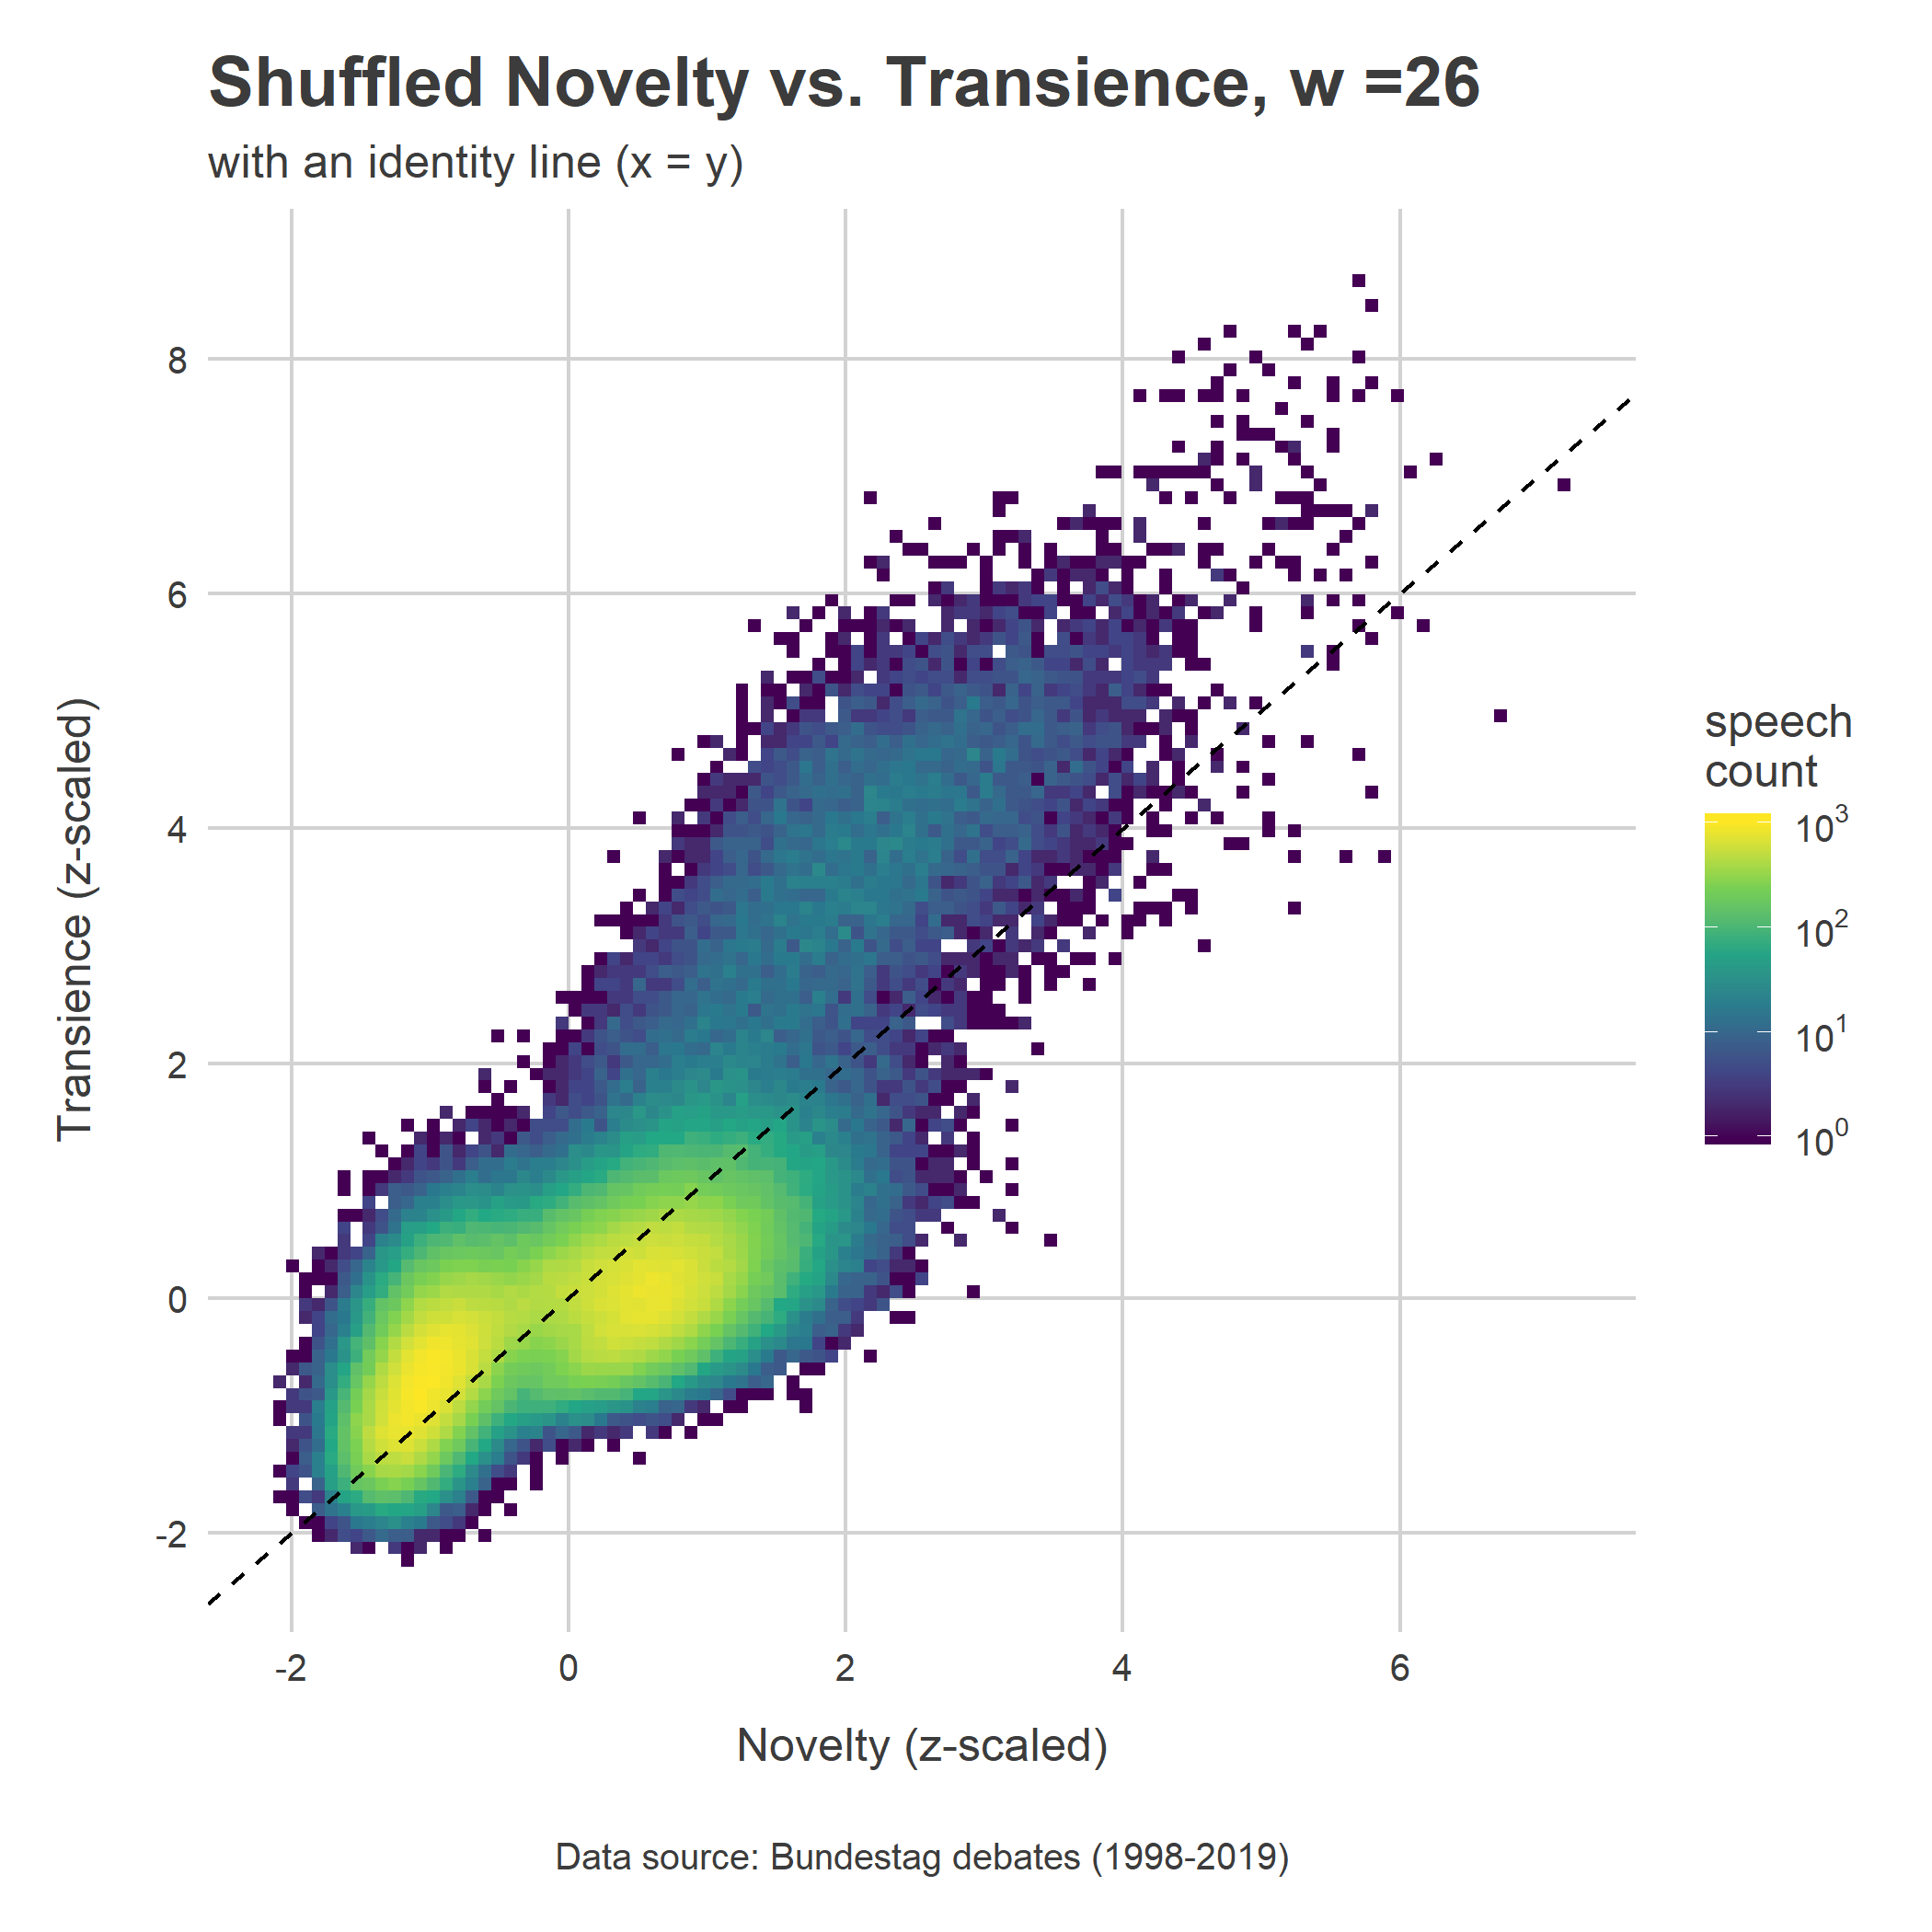 Shuffled Novelty vs. Transience, w =26
with an identity line (x = y)
Transience (z-scaled)
8
6
4
2
0
-2
-2 0 2 4 6
Novelty (z-scaled)
speech
count
10³
10²
10¹
10⁰
Data source: Bundestag debates (1998-2019)